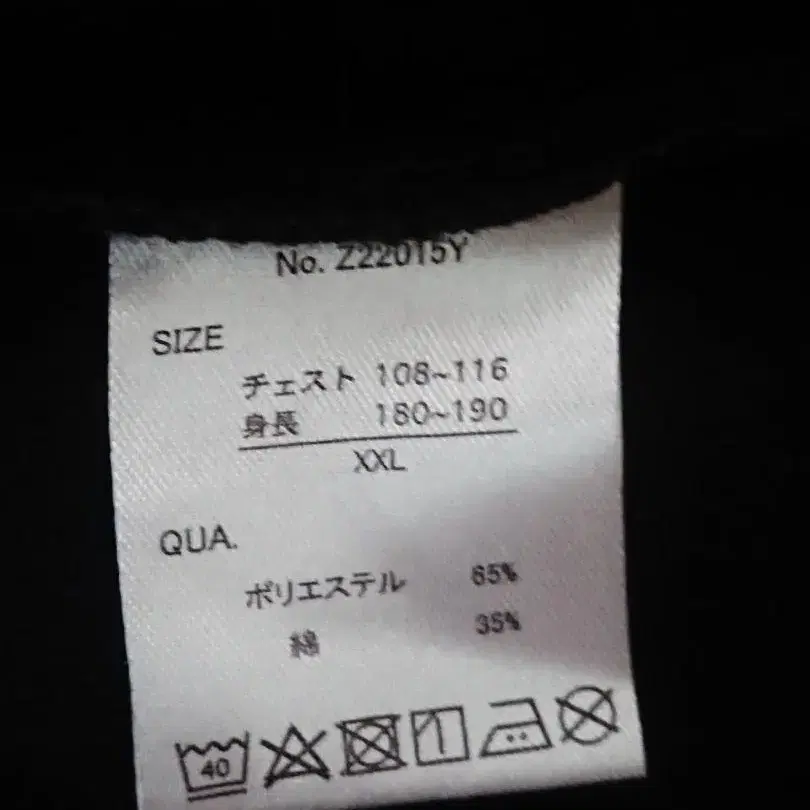 No. Z22015Y
SIZE
チェスト 108~116
身長 180~190
XXL
QUA.
ポリエステル 65%
綿 35%
40